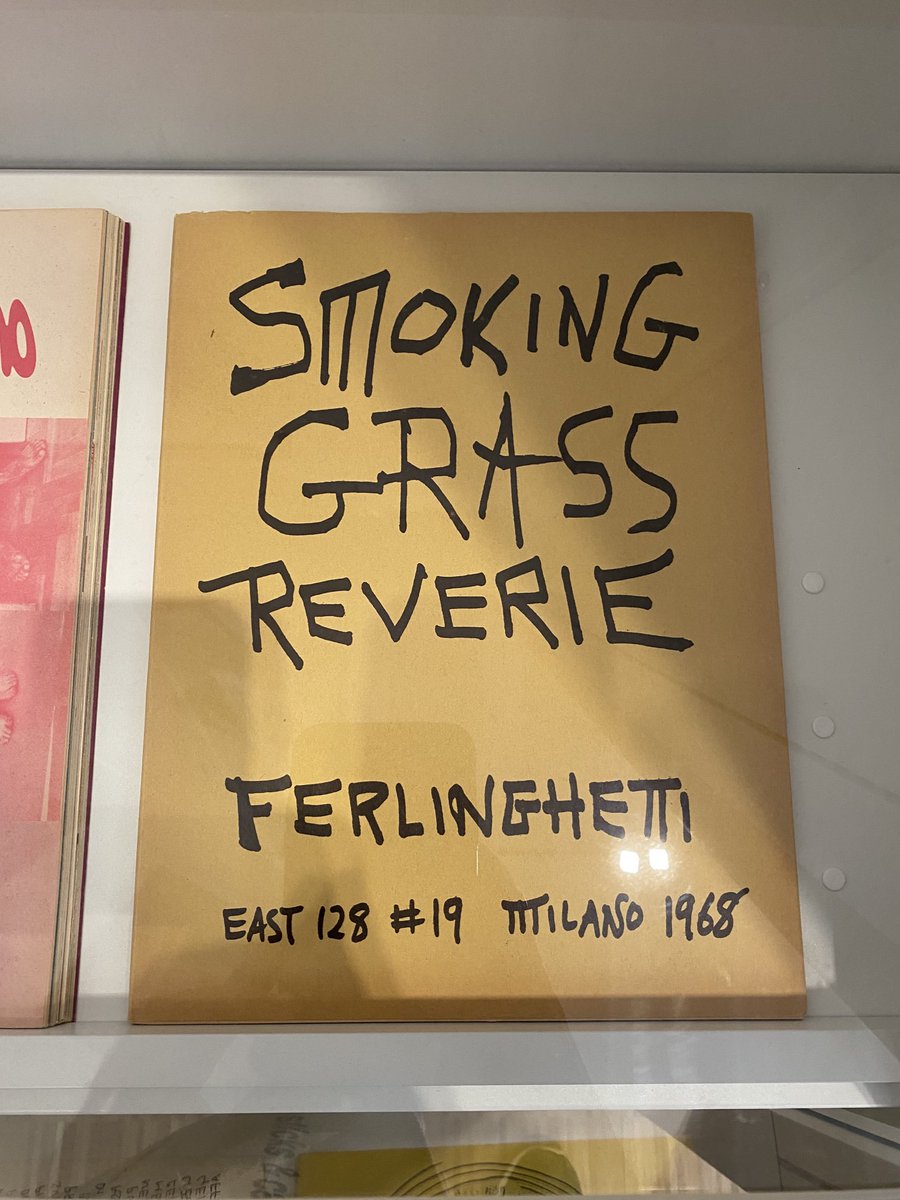 SMOKING
GRASS
REVERIE
FERLINGHETTI
EAST 128 #19 MILANO 1968